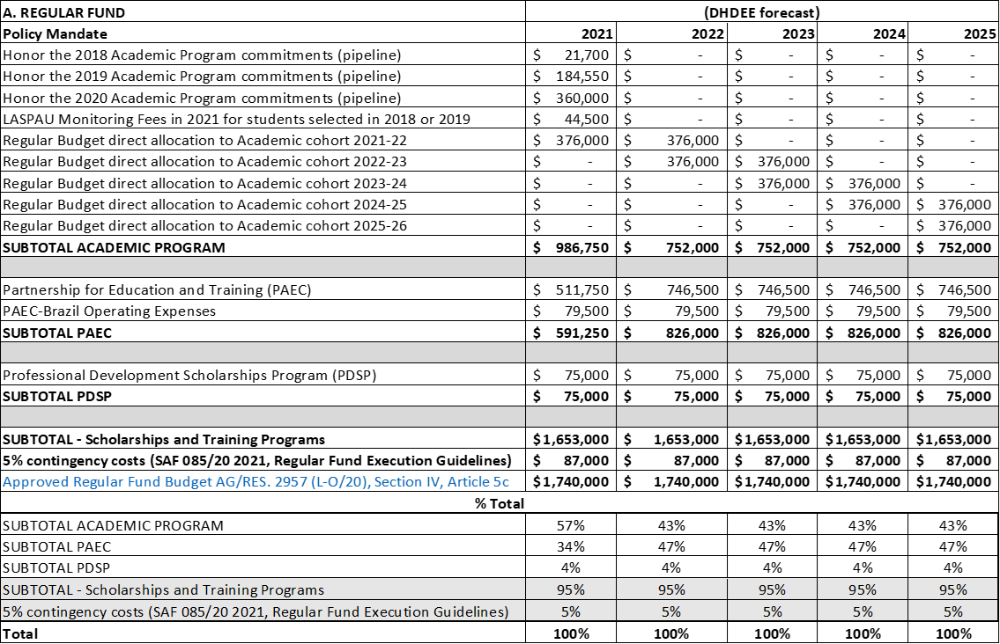 A. REGULAR FUND (DHDEE forecast)
Policy Mandate 2021 2022 2023 2024 2025
Honor the 2018 Academic Program commitments (pipeline) $ 21,700 $ - $ - $ - $ -
Honor the 2019 Academic Program commitments (pipeline) $ 184,550 $ - $ - $ - $ -
Honor the 2020 Academic Program commitments (pipeline) $ 360,000 $ - $ - $ - $ -
LASPAU Monitoring Fees in 2021 for students selected in 2018 or 2019 $ 44,500 $ - $ - $ - $ -
Regular Budget direct allocation to Academic cohort 2021-22 $ 376,000 $ 376,000 $ - $ - $ -
Regular Budget direct allocation to Academic cohort 2022-23 $ - $ 376,000 $ 376,000 $ - $ -
Regular Budget direct allocation to Academic cohort 2023-24 $ - $ - $ 376,000 $ 376,000 $ -
Regular Budget direct allocation to Academic cohort 2024-25 $ - $ - $ - $ 376,000 $ 376,000
Regular Budget direct allocation to Academic cohort 2025-26 $ - $ - $ - $ - $ 376,000
SUBTOTAL ACADEMIC PROGRAM $ 986,750 $ 752,000 $ 752,000 $ 752,000 $ 752,000
Partnership for Education and Training (PAEC) $ 511,750 $ 746,500 $ 746,500 $ 746,500 $ 746,500
PAEC-Brazil Operating Expenses $ 79,500 $ 79,500 $ 79,500 $ 79,500 $ 79,500
SUBTOTAL PAEC $ 591,250 $ 826,000 $ 826,000 $ 826,000 $ 826,000
Professional Development Scholarships Program (PDSP) $ 75,000 $ 75,000 $ 75,000 $ 75,000 $ 75,000
SUBTOTAL PDSP $ 75,000 $ 75,000 $ 75,000 $ 75,000 $ 75,000
SUBTOTAL - Scholarships and Training Programs $1,653,000 $ 1,653,000 $1,653,000 $1,653,000 $1,653,000
5% contingency costs (SAF 085/20 2021, Regular Fund Execution Guidelines) $ 87,000 $ 87,000 $ 87,000 $ 87,000 $ 87,000
Approved Regular Fund Budget AG/RES. 2957 (L-O/20), Section IV, Article 5c $1,740,000 $ 1,740,000 $1,740,000 $1,740,000 $1,740,000
% Total
SUBTOTAL ACADEMIC PROGRAM 57% 43% 43% 43% 43%
SUBTOTAL PAEC 34% 47% 47% 47% 47%
SUBTOTAL PDSP 4% 4% 4% 4% 4%
SUBTOTAL - Scholarships and Training Programs 95% 95% 95% 95% 95%
5% contingency costs (SAF 085/20 2021, Regular Fund Execution Guidelines) 5% 5% 5% 5% 5%
Total 100% 100% 100% 100% 100%